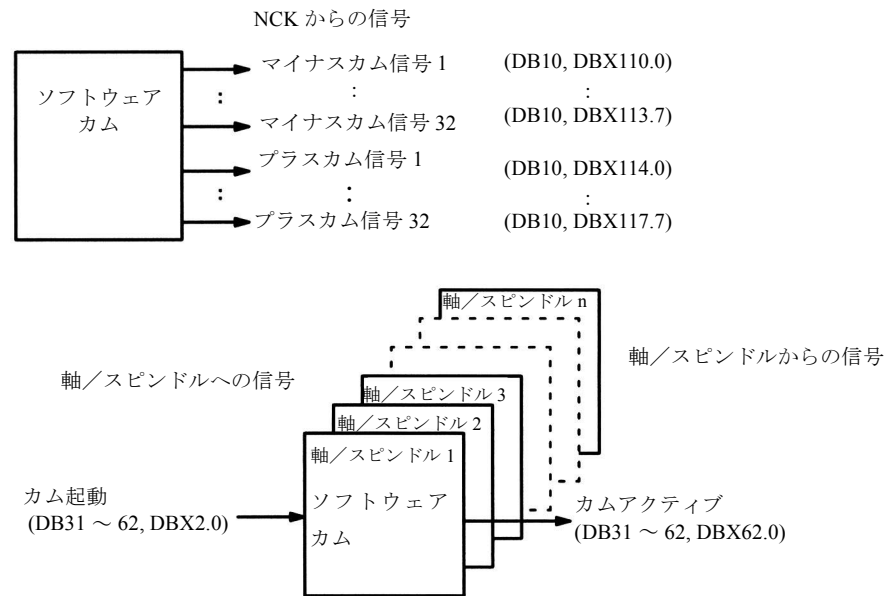 NCK からの信号
ソフトウェア
カム
マイナスカム信号 1 (DB10, DBX110.0)
: : :
マイナスカム信号 32 (DB10, DBX113.7)
プラスカム信号 1 (DB10, DBX114.0)
: : :
プラスカム信号 32 (DB10, DBX117.7)
軸／スピンドル n
軸／スピンドルからの信号
軸／スピンドルへの信号
軸／スピンドル 3
軸／スピンドル 2
軸／スピンドル 1
ソフトウェア
カム
カム起動
(DB31 ～ 62, DBX2.0)
カムアクティブ
(DB31 ～ 62, DBX62.0)